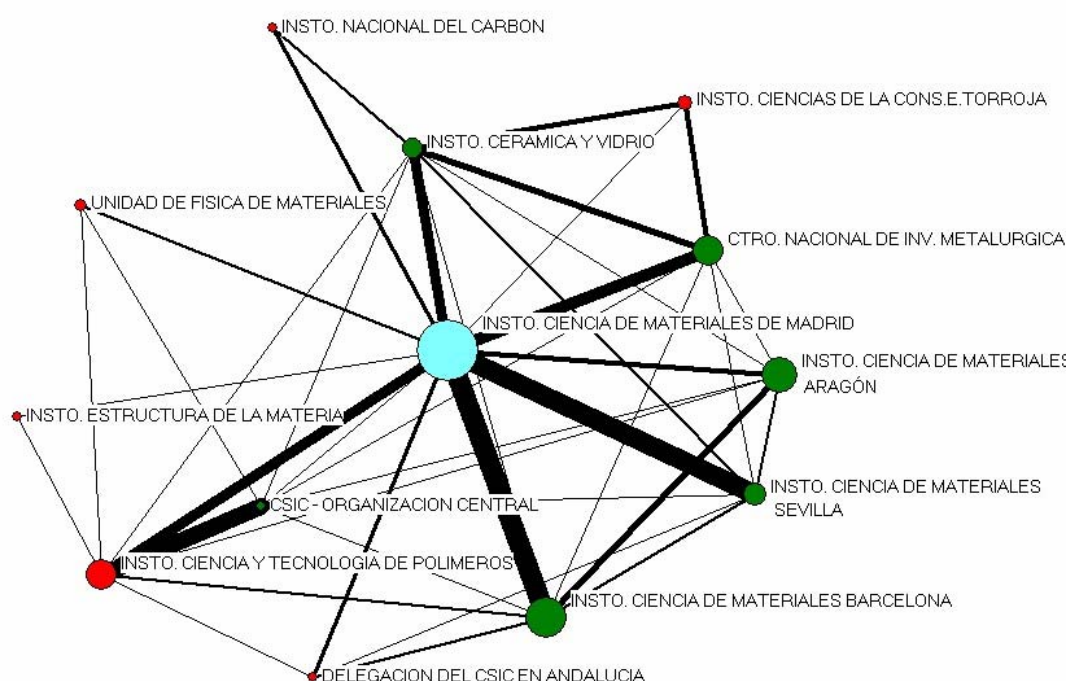 INSTO. NACIONAL DEL CARBON
INSTO. CIENCIAS DE LA CONS.E.TORROJA
INSTO. CERAMICA Y VIDRIO
UNIDAD DE FISICA DE MATERIALES
CTRO. NACIONAL DE INV. METALURGICA
INSTO. CIENCIA DE MATERIALES DE MADRID
INSTO. CIENCIA DE MATERIALES
ARAGÓN
INSTO. ESTRUCTURA DE LA MATERIA
INSTO. CIENCIA DE MATERIALES
SEVILLA
CSIC - ORGANIZACION CENTRAL
INSTO. CIENCIA Y TECNOLOGIA DE POLIMEROS
INSTO. CIENCIA DE MATERIALES BARCELONA
DELEGACION DEL CSIC EN ANDALUCIA